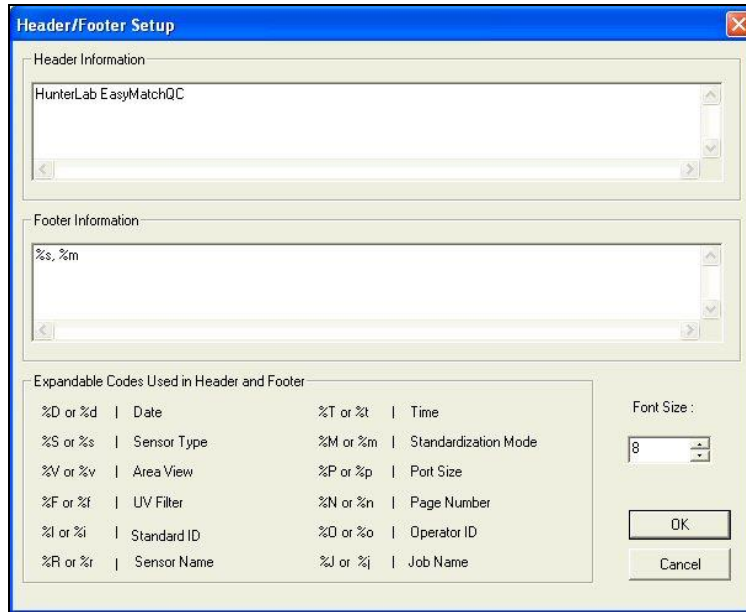 Header/Footer Setup
Header Information
HunterLab EasyMatchQC
Footer Information
%s, %m
Expandable Codes Used in Header and Footer
%D or %d | Date %T or %t | Time
%S or %s | Sensor Type %M or %m | Standardization Mode
%V or %v | Area View %P or %p | Port Size
%F or %f | UV Filter %N or %n | Page Number
%I or %i | Standard ID %O or %o | Operator ID
%R or %r | Sensor Name %J or %j | Job Name
Font Size :
8
OK
Cancel